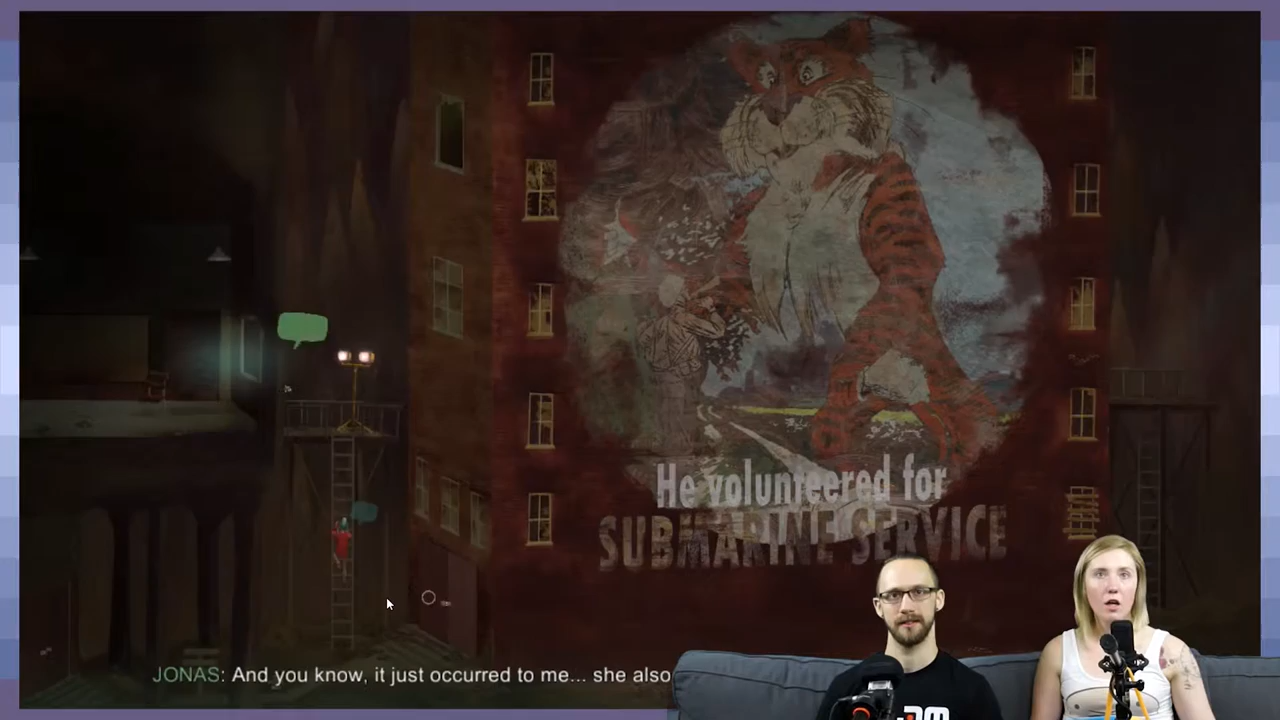 He volunteered for
SUBMARINE SERVICE
JONAS: And you know, it just occurred to me... she also